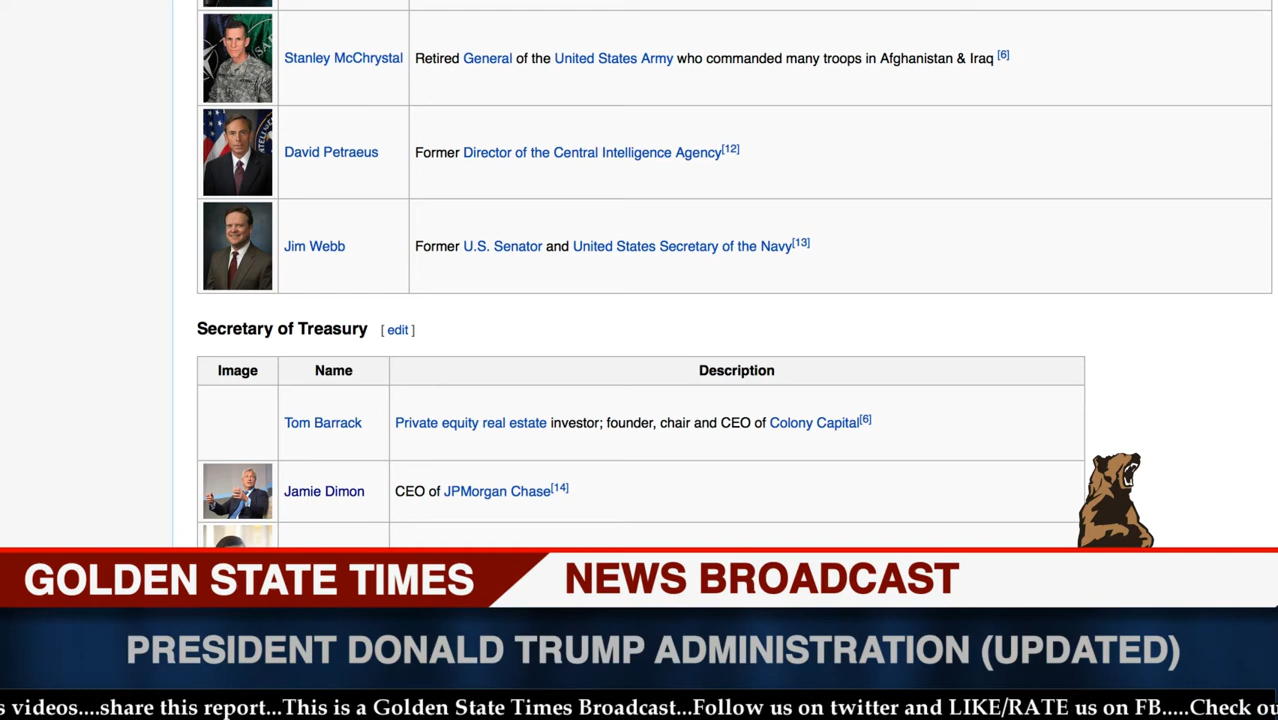 Stanley McChrystal Retired General of the United States Army who commanded many troops in Afghanistan & Iraq [6]
David Petraeus Former Director of the Central Intelligence Agency[12]
Jim Webb Former U.S. Senator and United States Secretary of the Navy[13]
Secretary of Treasury [ edit ]
Image Name Description
Tom Barrack Private equity real estate investor; founder, chair and CEO of Colony Capital[6]
Jamie Dimon CEO of JPMorgan Chase[14]
GOLDEN STATE TIMES NEWS BROADCAST
PRESIDENT DONALD TRUMP ADMINISTRATION (UPDATED)
s videos....share this report...This is a Golden State Times Broadcast...Follow us on twitter and LIKE/RATE us on FB.....Check ou